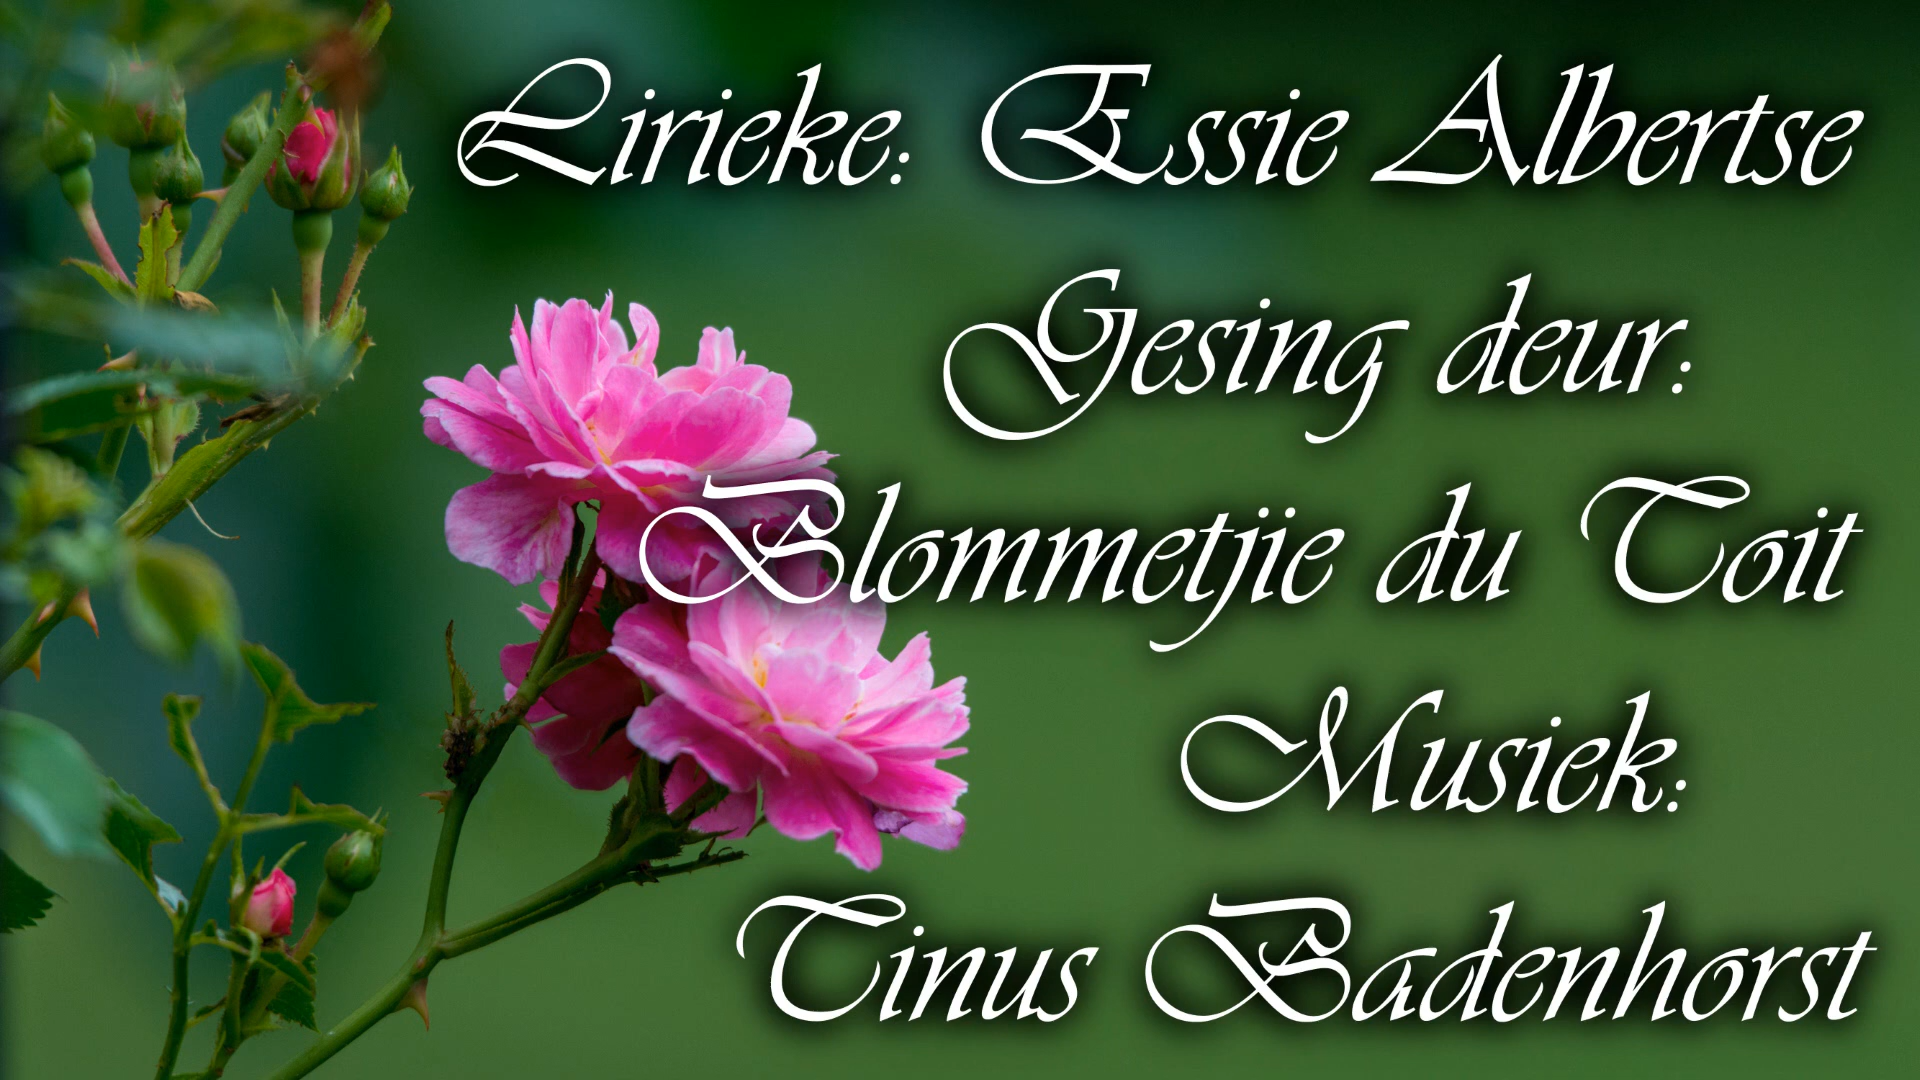 Lirieke: Essie Albertse
Gesing deur:
Blommetjie du Toit
Musiek:
Tinus Badenhorst